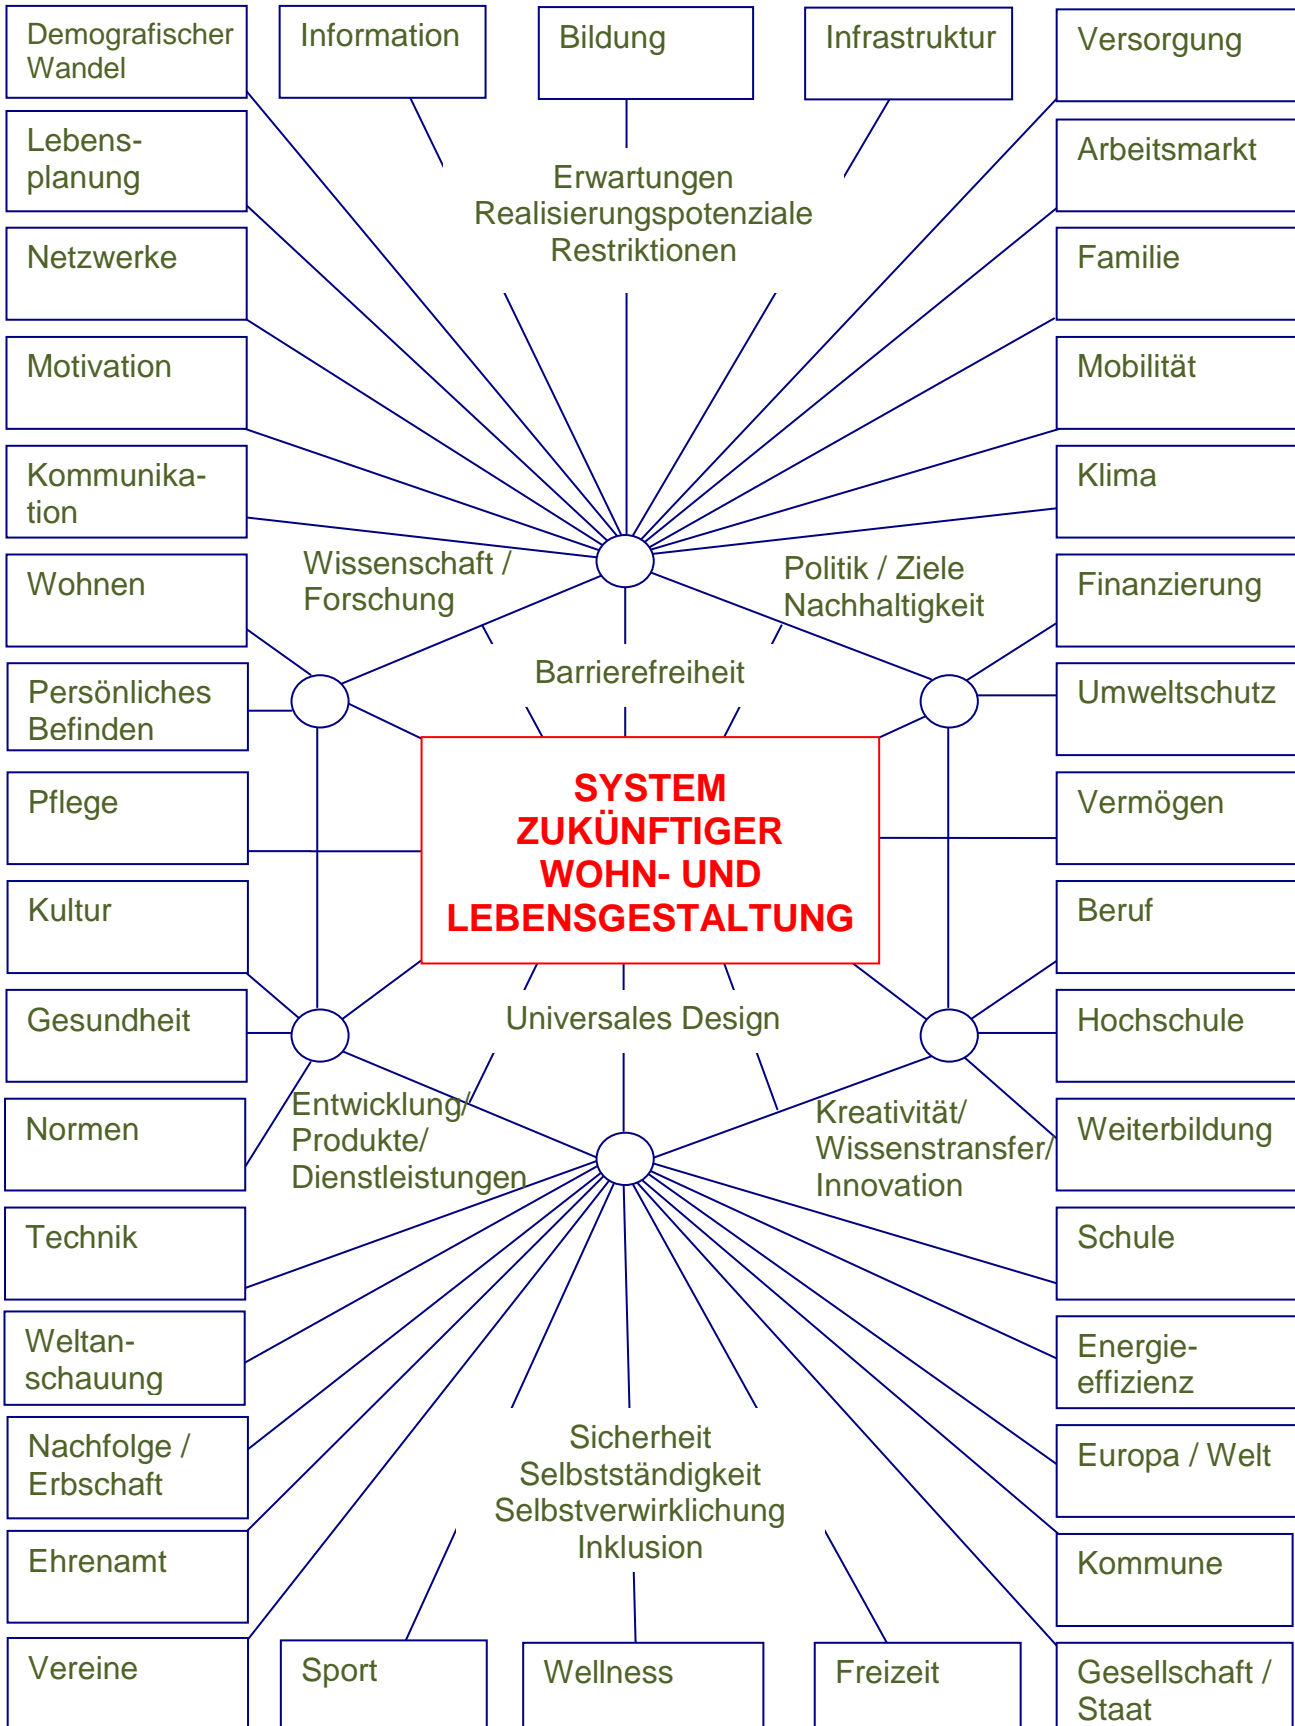 Demografischer
Wandel
Information
Bildung
Infrastruktur
Versorgung
Lebens-
planung
Arbeitsmarkt
Erwartungen
Realisierungspotenziale
Restriktionen
Netzwerke
Familie
Motivation
Mobilität
Kommunika-
tion
Klima
Wissenschaft /
Forschung
Politik / Ziele
Nachhaltigkeit
Wohnen
Finanzierung
Barrierefreiheit
Persönliches
Befinden
Umweltschutz
Pflege
SYSTEM
ZUKÜNFTIGER
WOHN- UND
LEBENSGESTALTUNG
Vermögen
Kultur
Beruf
Gesundheit
Universales Design
Hochschule
Normen
Entwicklung/
Produkte/
Dienstleistungen
Kreativität/
Wissenstransfer/
Innovation
Weiterbildung
Technik
Schule
Weltan-
schauung
Energie-
effizienz
Nachfolge /
Erbschaft
Sicherheit
Selbstständigkeit
Selbstverwirklichung
Inklusion
Europa / Welt
Ehrenamt
Kommune
Vereine
Sport
Wellness
Freizeit
Gesellschaft /
Staat